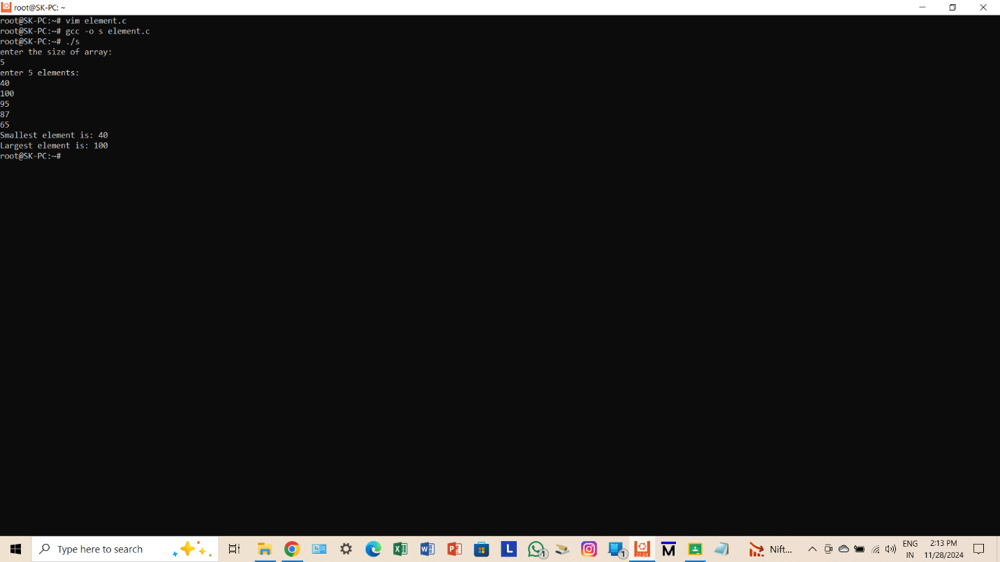 root@SK-PC: ~
root@SK-PC:~# vim element.c
root@SK-PC:~# gcc -o s element.c
root@SK-PC:~# ./s
enter the size of array:
5
enter 5 elements:
40
100
95
87
65
Smallest element is: 40
Largest element is: 100
root@SK-PC:~#
Type here to search
X
W
P
L
1
1
22.04
M
Nift...
ENG
IN
2:13 PM
11/28/2024